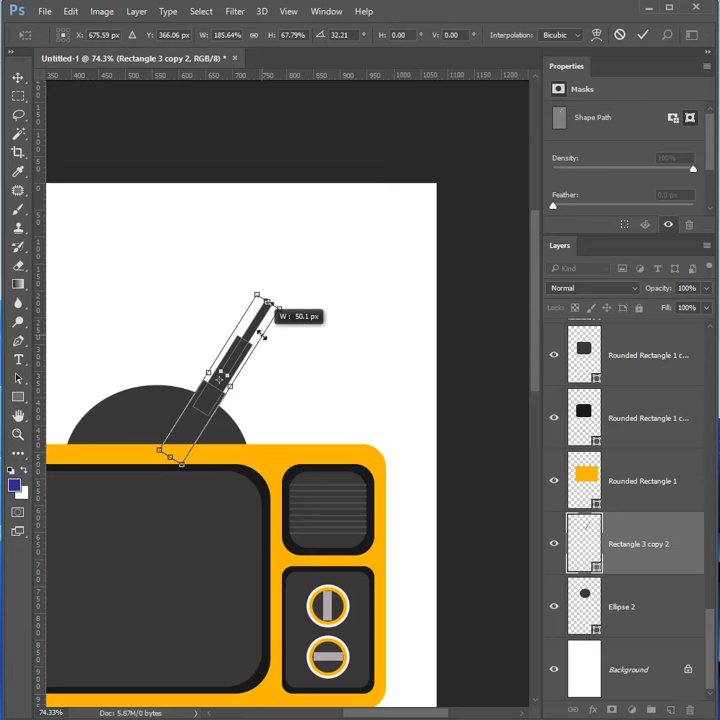 Ps File Edit Image Layer Type Select Filter 3D View Window Help
X: 675.59 px Y: 366.06 px W: 185.64% H: 67.79% 32.21 ° H: 0.00 ° V: 0.00 ° Interpolation: Bicubic
Untitled-1 @ 74.3% (Rectangle 3 copy 2, RGB/8) * ×
350 400 450 500 550 600 650 700 750 800 850 900 950 1000 1050 1100 1150 1200
Properties
Masks
Shape Path
Density: 100%
Feather: 0.0 px
Layers
Kind
Normal Opacity: 100%
Lock: Fill: 100%
W: 50.1 px
Rounded Rectangle 1 c...
Rounded Rectangle 1 c...
Rounded Rectangle 1
Rectangle 3 copy 2
Ellipse 2
Background
74.33% Doc: 5.87M/0 bytes